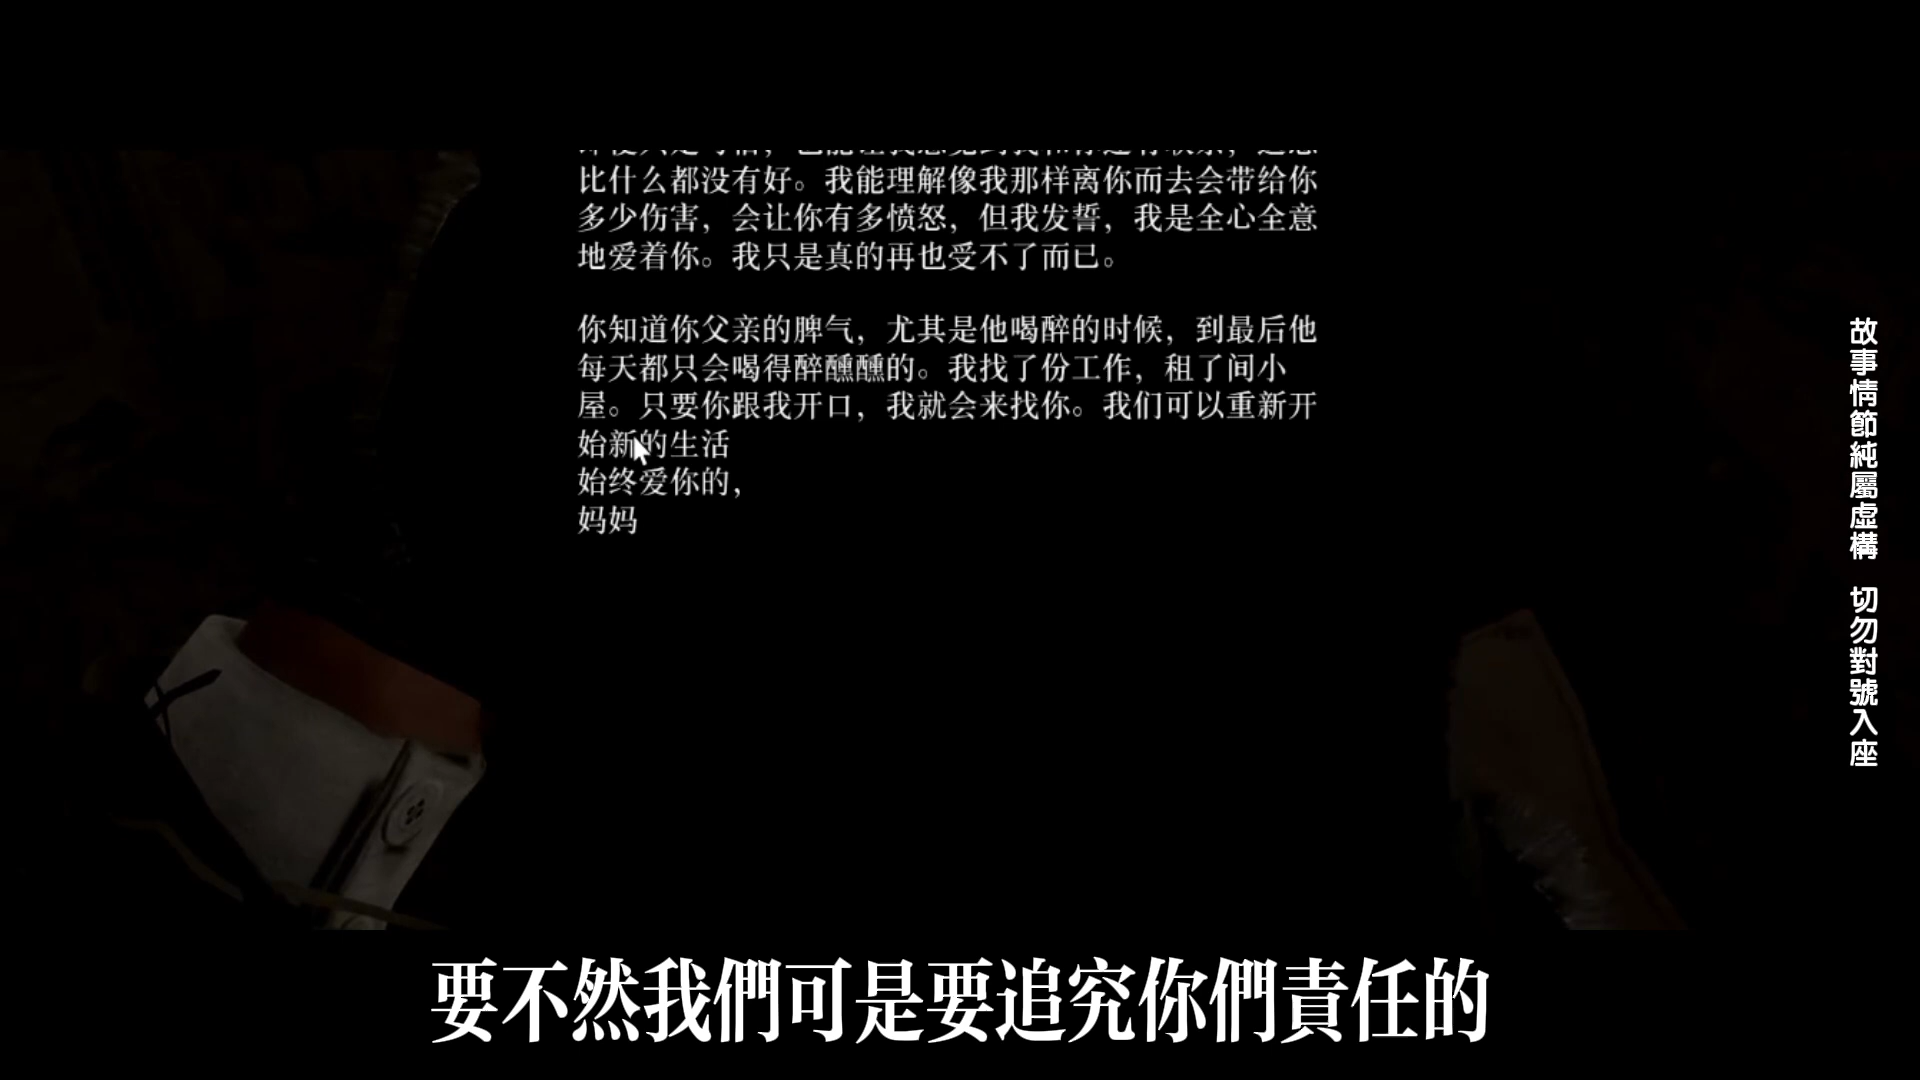 比什么都没有好。我能理解像我那样离你而去会带给你
多少伤害，会让你有多愤怒，但我发誓，我是全心全意
地爱着你。我只是真的再也受不了而已。
你知道你父亲的脾气，尤其是他喝醉的时候，到最后他
每天都只会喝得醉醺醺的。我找了份工作，租了间小
屋。只要你跟我开口，我就会来找你。我们可以重新开
始新的生活
始终爱你的，
妈妈
故事情節純屬虛構 切勿對號入座
要不然我們可是要追究你們責任的